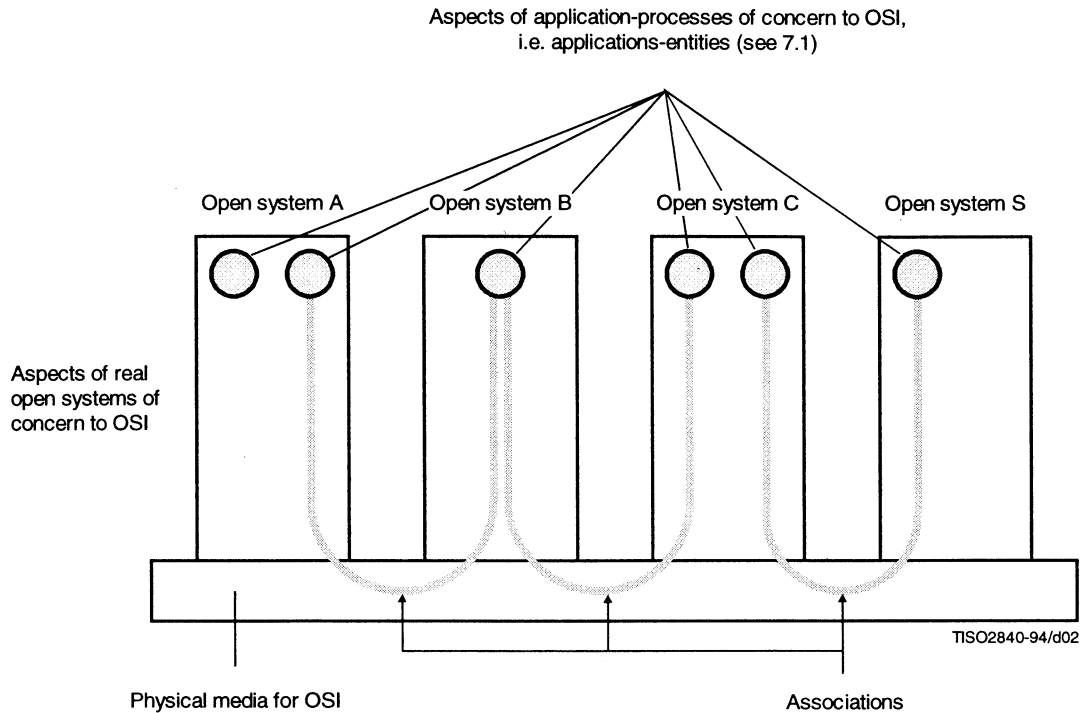 Aspects of application-processes of concern to OSI,
i.e. applications-entities (see 7.1)
Open system A
Open system B
Open system C
Open system S
Aspects of real
open systems of
concern to OSI
TISO2840-94/d02
Physical media for OSI
Associations